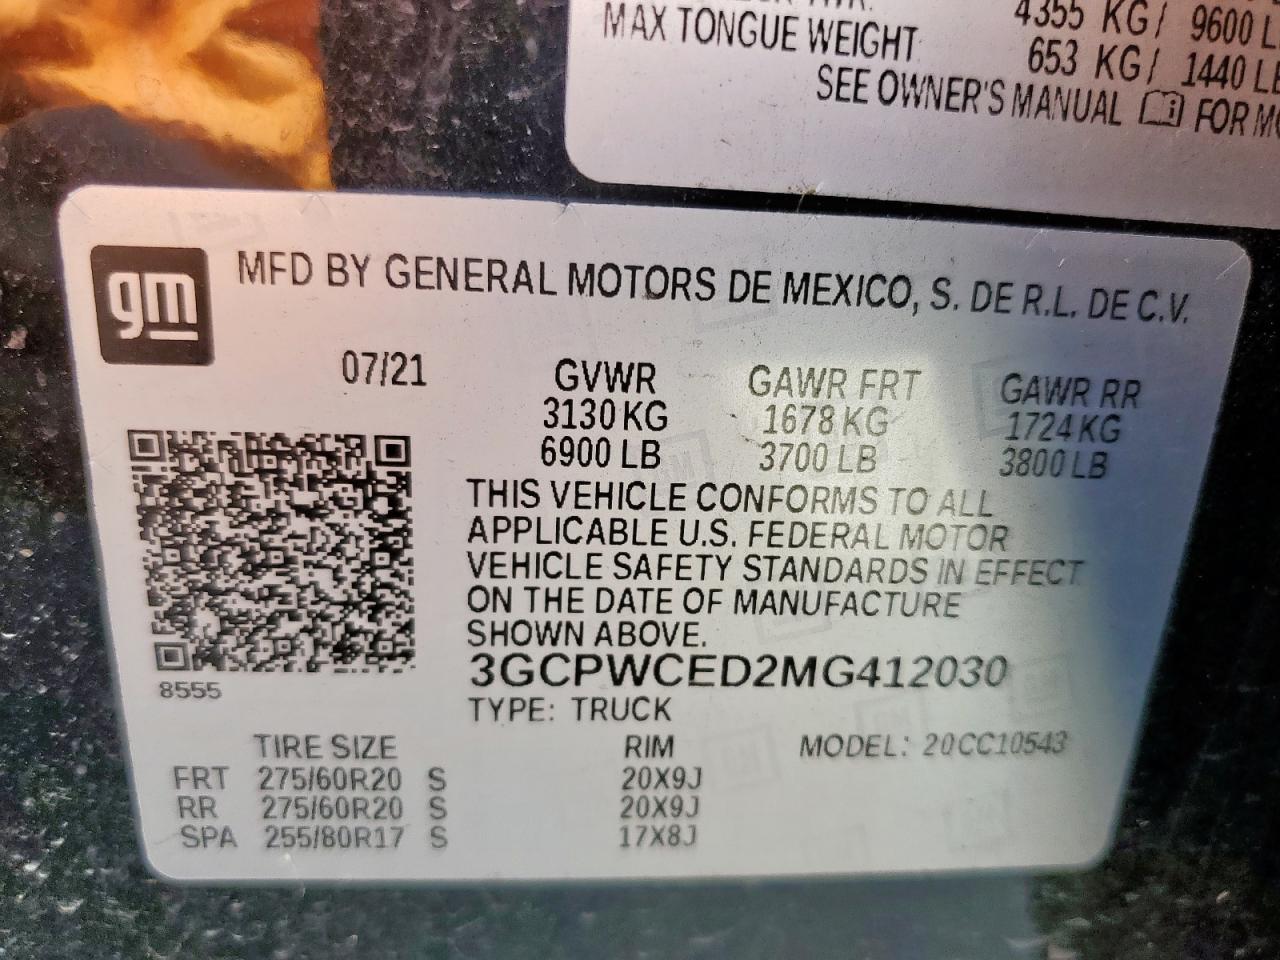 4355 KG/ 9600
MAX TONGUE WEIGHT: 653 KG/ 1440 LB
SEE OWNER'S MANUAL FOR
gm
MFD BY GENERAL MOTORS DE MEXICO, S. DE R.L. DE C.V.
07/21 GVWR GAWR FRT GAWR RR
3130 KG 1678 KG 1724 KG
6900 LB 3700 LB 3800 LB
THIS VEHICLE CONFORMS TO ALL
APPLICABLE U.S. FEDERAL MOTOR
VEHICLE SAFETY STANDARDS IN EFFECT
ON THE DATE OF MANUFACTURE
SHOWN ABOVE.
3GCPWCED2MG412030
8555
TYPE: TRUCK
TIRE SIZE RIM MODEL: 20CC10543
FRT 275/60R20 S 20X9J
RR 275/60R20 S 20X9J
SPA 255/80R17 S 17X8J